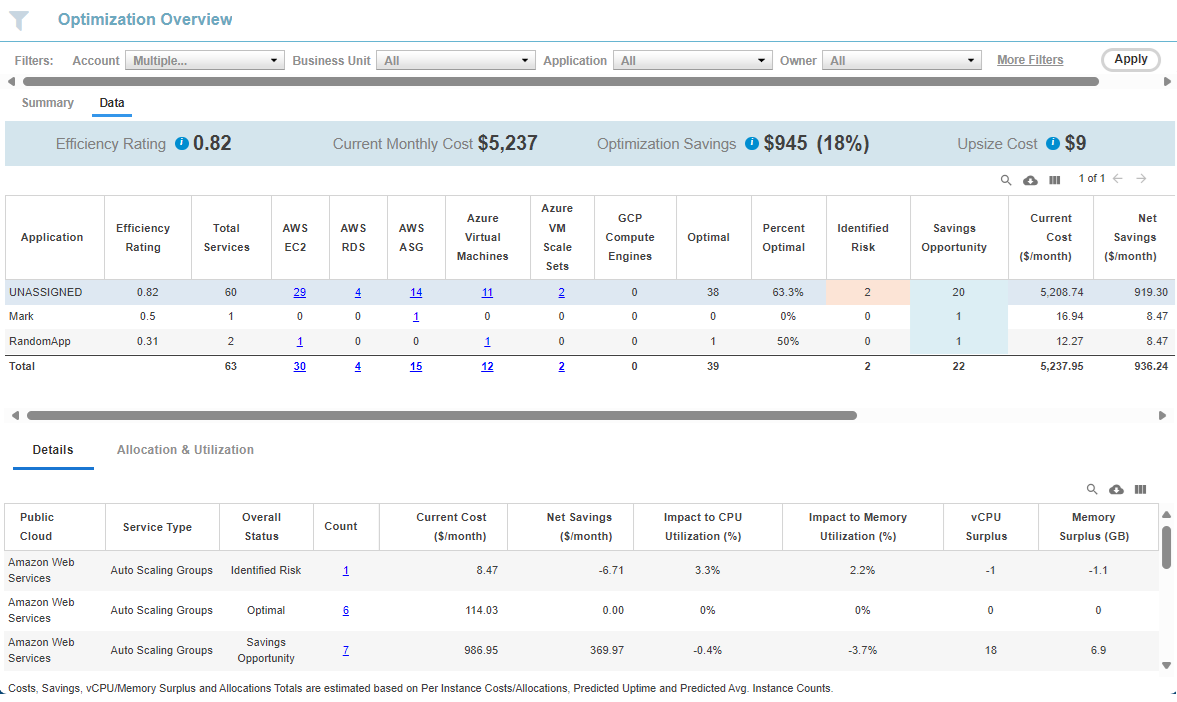 Optimization Overview
Filters: Account Multiple... Business Unit All Application All Owner All More Filters Apply
Summary Data
Efficiency Rating i 0.82 Current Monthly Cost $5,237 Optimization Savings i $945 (18%) Upsize Cost i $9
1 of 1
Application Efficiency Rating Total Services AWS EC2 AWS RDS AWS ASG Azure Virtual Machines Azure VM Scale Sets GCP Compute Engines Optimal Percent Optimal Identified Risk Savings Opportunity Current Cost ($/month) Net Savings ($/month)
UNASSIGNED 0.82 60 29 4 14 11 2 0 38 63.3% 2 20 5,208.74 919.30
Mark 0.5 1 0 0 1 0 0 0 0 0% 0 1 16.94 8.47
RandomApp 0.31 2 1 0 0 1 0 0 1 50% 0 1 12.27 8.47
Total 63 30 4 15 12 2 0 39 2 22 5,237.95 936.24
Details Allocation & Utilization
Public Cloud Service Type Overall Status Count Current Cost ($/month) Net Savings ($/month) Impact to CPU Utilization (%) Impact to Memory Utilization (%) vCPU Surplus Memory Surplus (GB)
Amazon Web Services Auto Scaling Groups Identified Risk 1 8.47 -6.71 3.3% 2.2% -1 -1.1
Amazon Web Services Auto Scaling Groups Optimal 6 114.03 0.00 0% 0% 0 0
Amazon Web Services Auto Scaling Groups Savings Opportunity 7 986.95 369.97 -0.4% -3.7% 18 6.9
Costs, Savings, vCPU/Memory Surplus and Allocations Totals are estimated based on Per Instance Costs/Allocations, Predicted Uptime and Predicted Avg. Instance Counts.